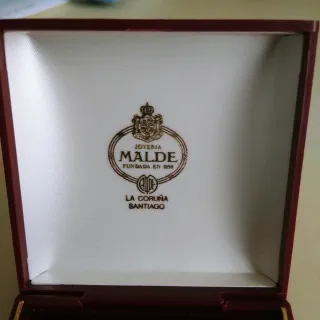 JOYERIA
MALDE
FUNDADA EN 1898
LA CORUÑA
SANTIAGO